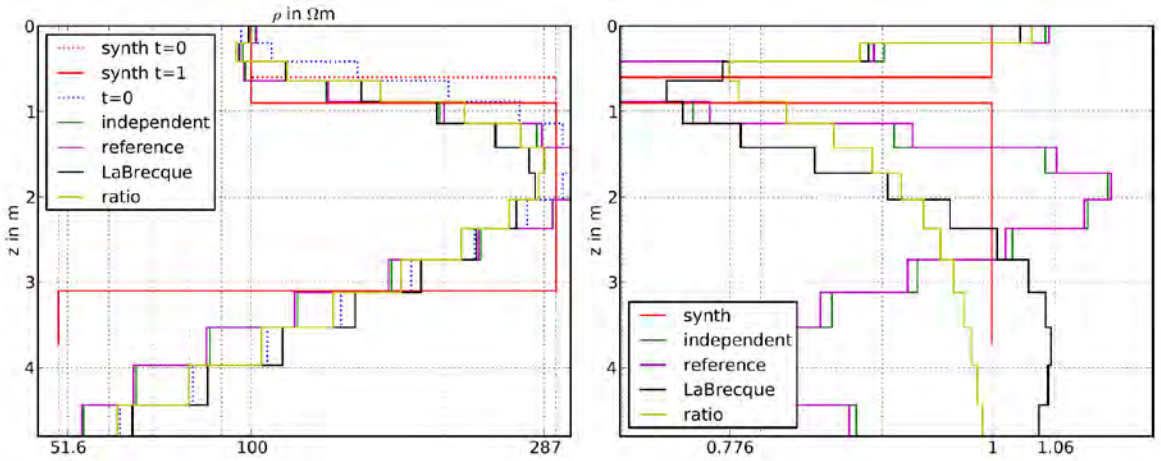 ρ in Ωm
0
1
2
3
4
z in m
synth t=0
synth t=1
t=0
independent
reference
LaBrecque
ratio
51.6
100
287
0
1
2
3
4
z in m
synth
independent
reference
LaBrecque
ratio
0.776
1
1.06